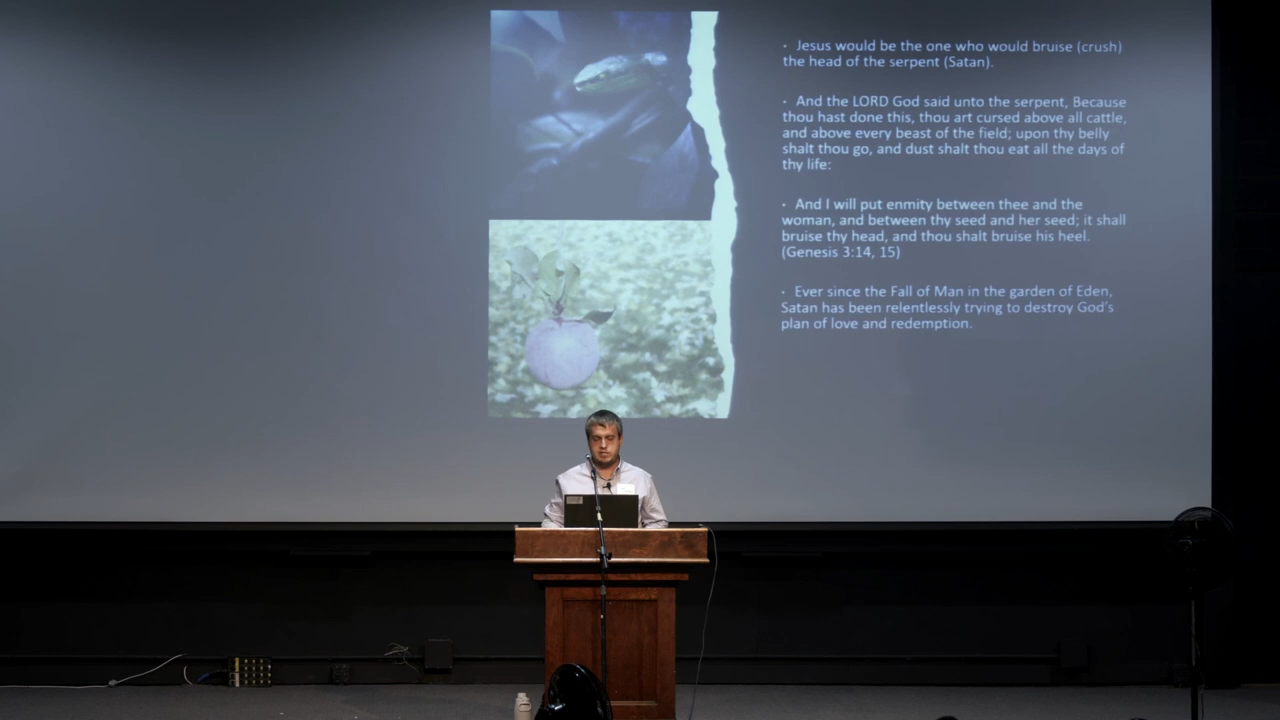 · Jesus would be the one who would bruise (crush)
the head of the serpent (Satan).
· And the LORD God said unto the serpent, Because
thou hast done this, thou art cursed above all cattle,
and above every beast of the field; upon thy belly
shalt thou go, and dust shalt thou eat all the days of
thy life:
· And I will put enmity between thee and the
woman, and between thy seed and her seed; it shall
bruise thy head, and thou shalt bruise his heel.
(Genesis 3:14, 15)
· Ever since the Fall of Man in the garden of Eden,
Satan has been relentlessly trying to destroy God's
plan of love and redemption.